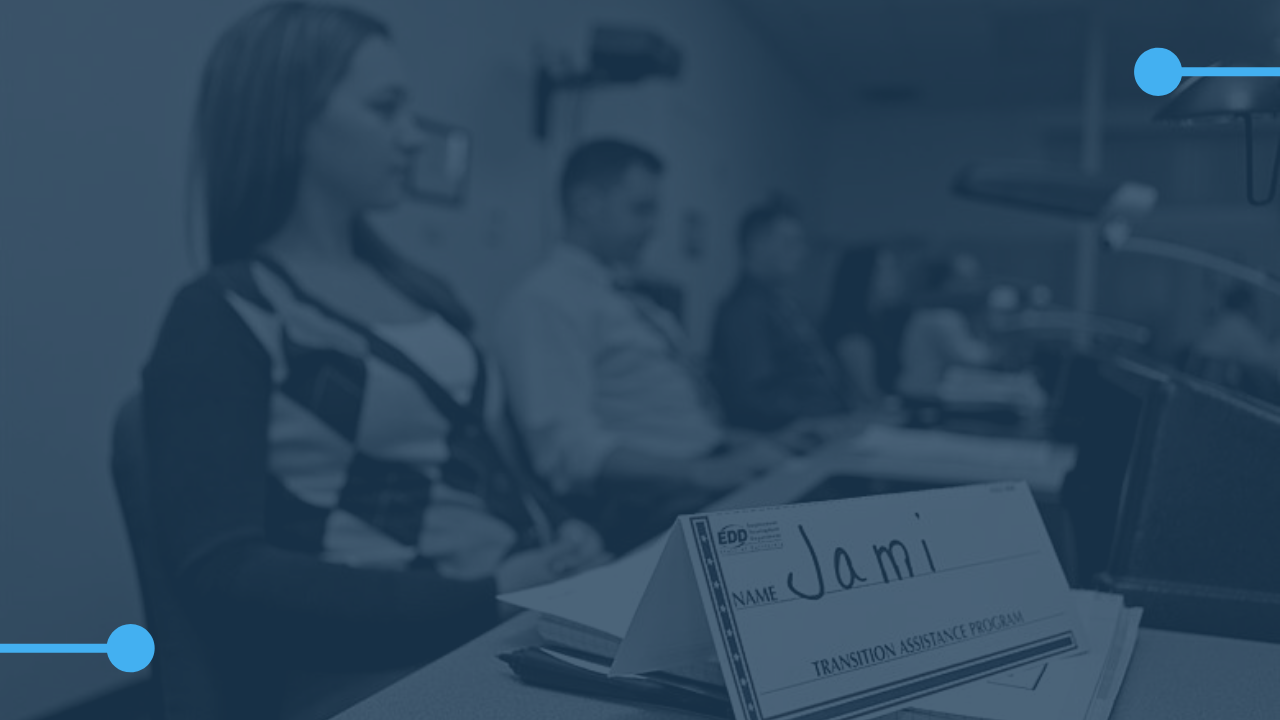 EDD
Jami
NAME
TRANSITION ASSISTANCE PROGRAM